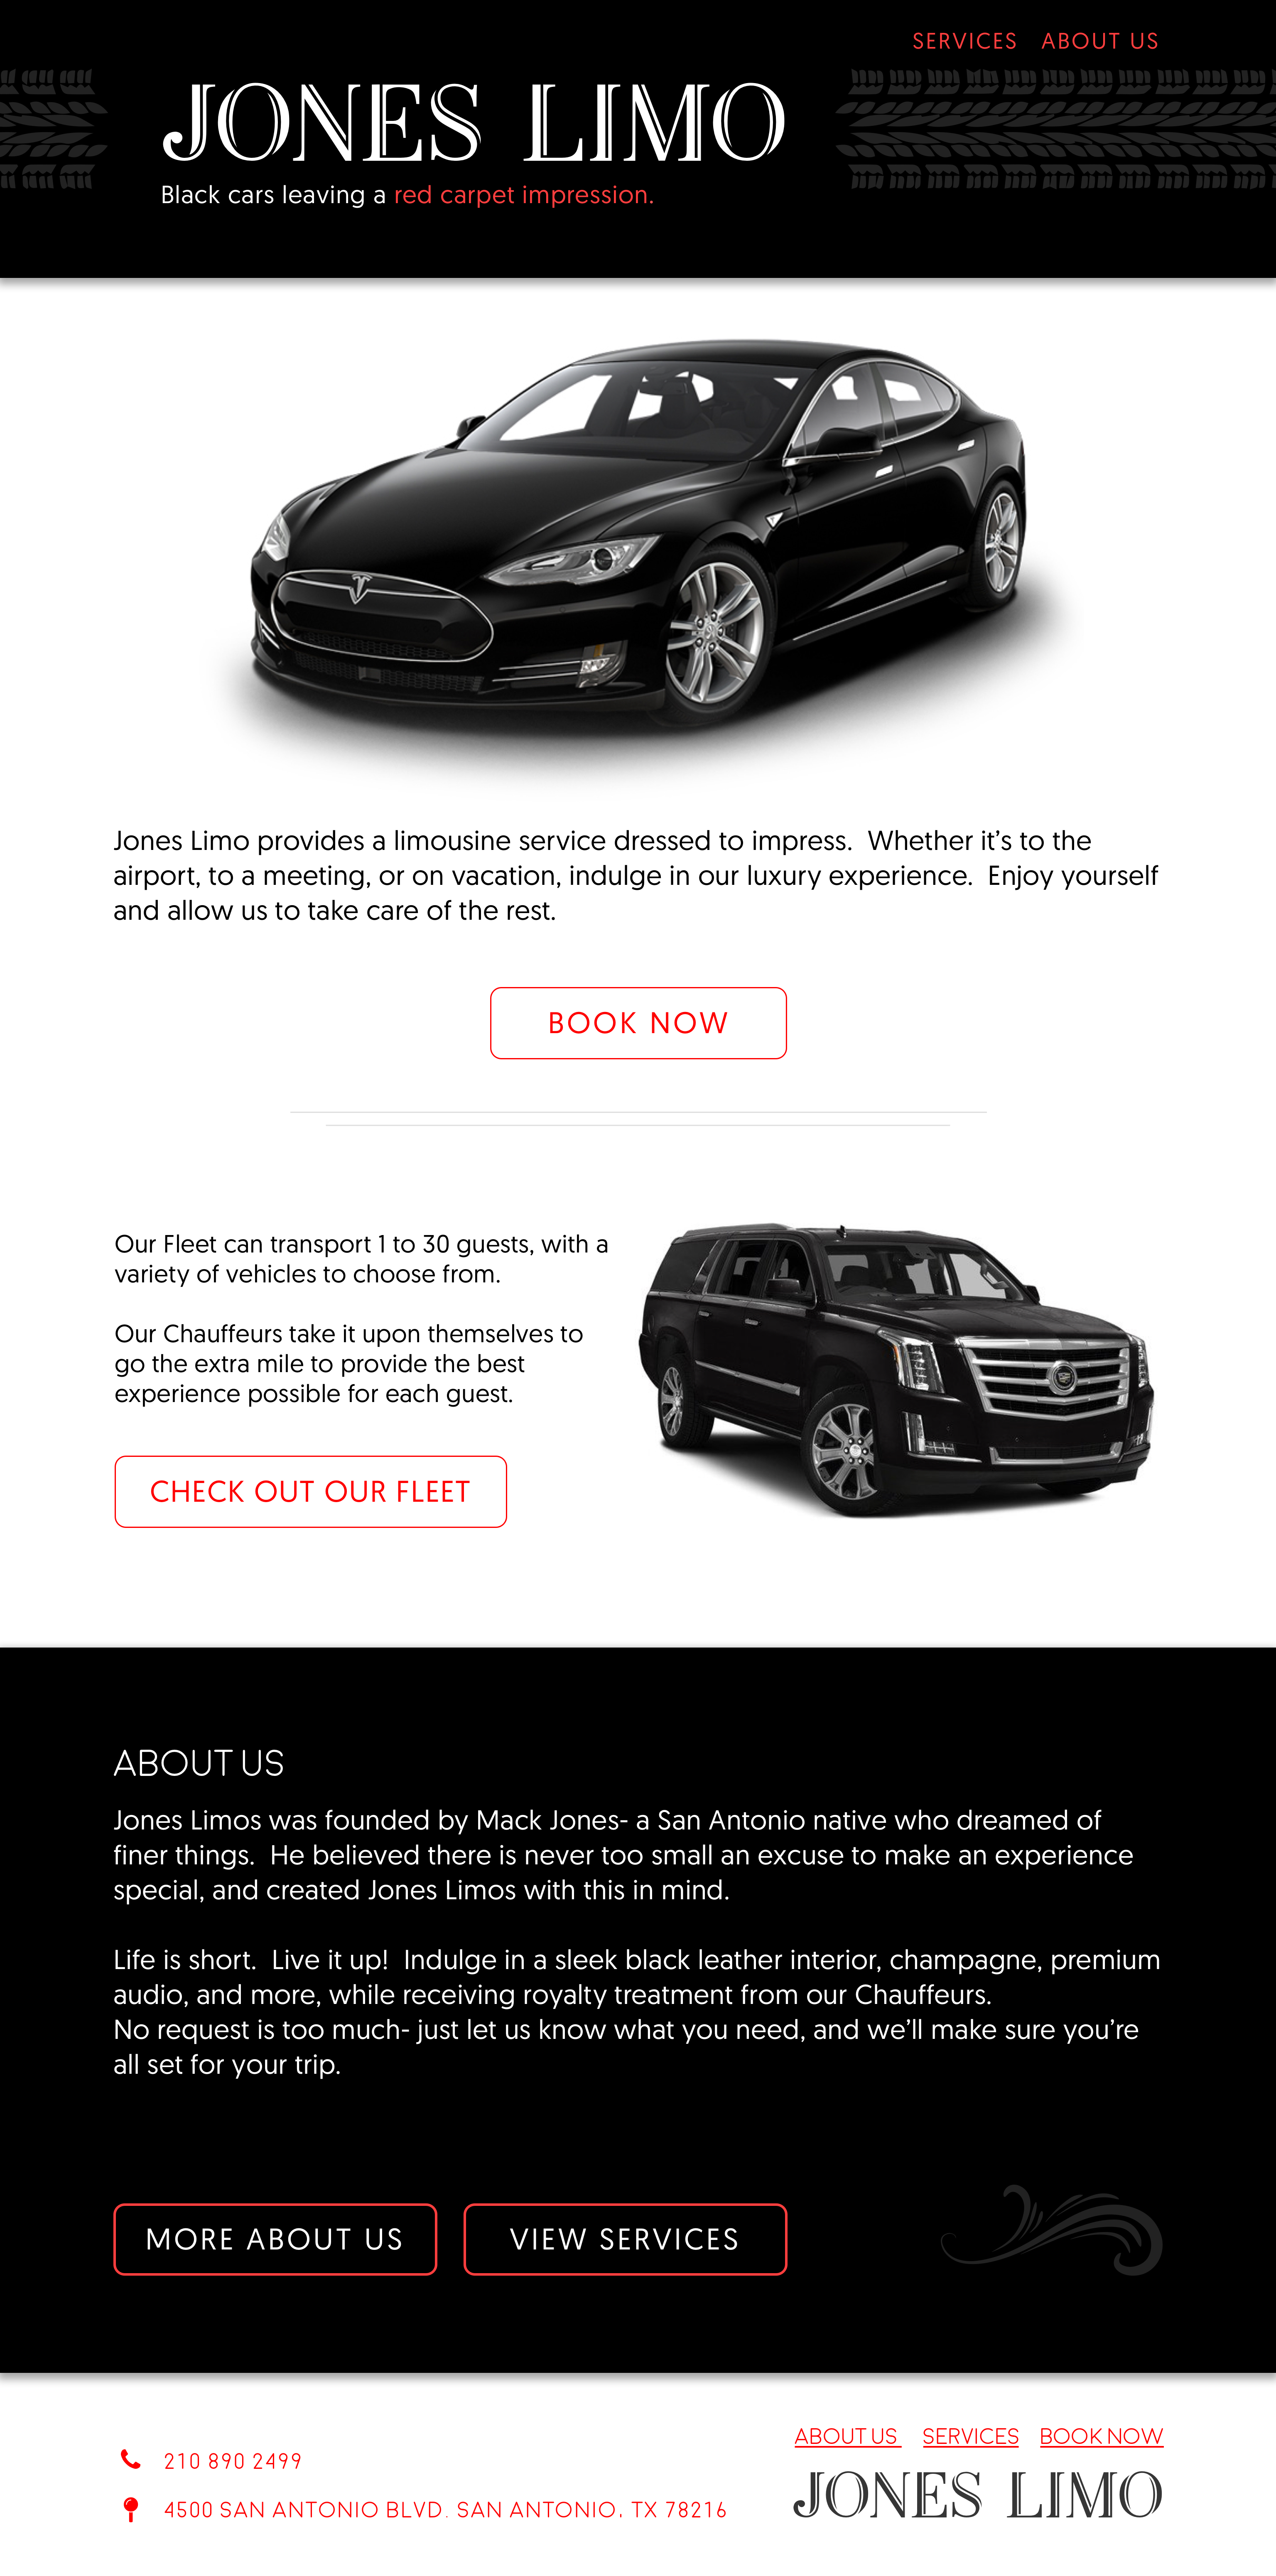 SERVICES ABOUT US
JONES LIMO
Black cars leaving a red carpet impression.
Jones Limo provides a limousine service dressed to impress. Whether it’s to the
airport, to a meeting, or on vacation, indulge in our luxury experience. Enjoy yourself
and allow us to take care of the rest.
BOOK NOW
Our Fleet can transport 1 to 30 guests, with a
variety of vehicles to choose from.
Our Chauffeurs take it upon themselves to
go the extra mile to provide the best
experience possible for each guest.
CHECK OUT OUR FLEET
ABOUT US
Jones Limos was founded by Mack Jones- a San Antonio native who dreamed of
finer things. He believed there is never too small an excuse to make an experience
special, and created Jones Limos with this in mind.
Life is short. Live it up! Indulge in a sleek black leather interior, champagne, premium
audio, and more, while receiving royalty treatment from our Chauffeurs.
No request is too much- just let us know what you need, and we’ll make sure you’re
all set for your trip.
MORE ABOUT US
VIEW SERVICES
210 890 2499
4500 SAN ANTONIO BLVD. SAN ANTONIO, TX 78216
ABOUT US SERVICES BOOK NOW
JONES LIMO